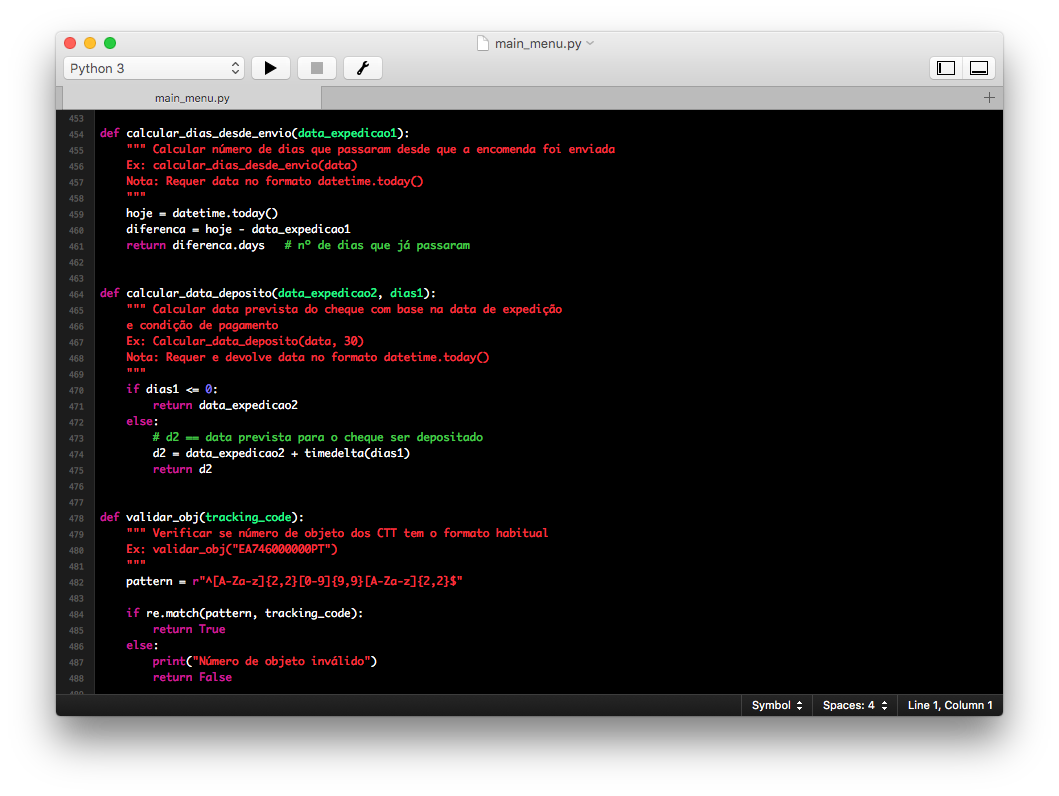 main_menu.py
Python 3
main_menu.py
453
454 def calcular_dias_desde_envio(data_expedicao1):
455 """ Calcular número de dias que passaram desde que a encomenda foi enviada
456 Ex: calcular_dias_desde_envio(data)
457 Nota: Requer data no formato datetime.today()
458 """
459 hoje = datetime.today()
460 diferenca = hoje - data_expedicao1
461 return diferenca.days # nº de dias que já passaram
462
463
464 def calcular_data_deposito(data_expedicao2, dias1):
465 """ Calcular data prevista do cheque com base na data de expedição
466 e condição de pagamento
467 Ex: Calcular_data_deposito(data, 30)
468 Nota: Requer e devolve data no formato datetime.today()
469 """
470 if dias1 <= 0:
471 return data_expedicao2
472 else:
473 # d2 == data prevista para o cheque ser depositado
474 d2 = data_expedicao2 + timedelta(dias1)
475 return d2
476
477
478 def validar_obj(tracking_code):
479 """ Verificar se número de objeto dos CTT tem o formato habitual
480 Ex: validar_obj("EA746000000PT")
481 """
482 pattern = r"^[A-Za-z]{2,2}[0-9]{9,9}[A-Za-z]{2,2}$"
483
484 if re.match(pattern, tracking_code):
485 return True
486 else:
487 print("Número de objeto inválido")
488 return False
489
Symbol Spaces: 4 Line 1, Column 1